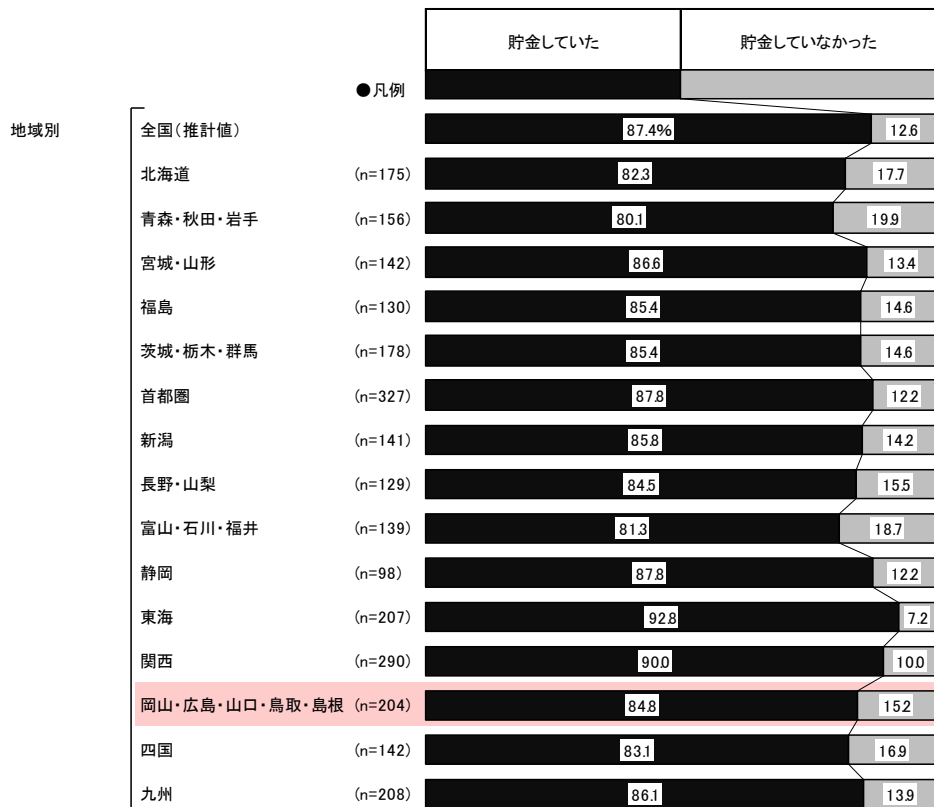 貯金していた 貯金していなかった
●凡例
地域別 全国(推計値) 87.4% 12.6
北海道 (n=175) 82.3 17.7
青森・秋田・岩手 (n=156) 80.1 19.9
宮城・山形 (n=142) 86.6 13.4
福島 (n=130) 85.4 14.6
茨城・栃木・群馬 (n=178) 85.4 14.6
首都圏 (n=327) 87.8 12.2
新潟 (n=141) 85.8 14.2
長野・山梨 (n=129) 84.5 15.5
富山・石川・福井 (n=139) 81.3 18.7
静岡 (n=98) 87.8 12.2
東海 (n=207) 92.8 7.2
関西 (n=290) 90.0 10.0
岡山・広島・山口・鳥取・島根 (n=204) 84.8 15.2
四国 (n=142) 83.1 16.9
九州 (n=208) 86.1 13.9